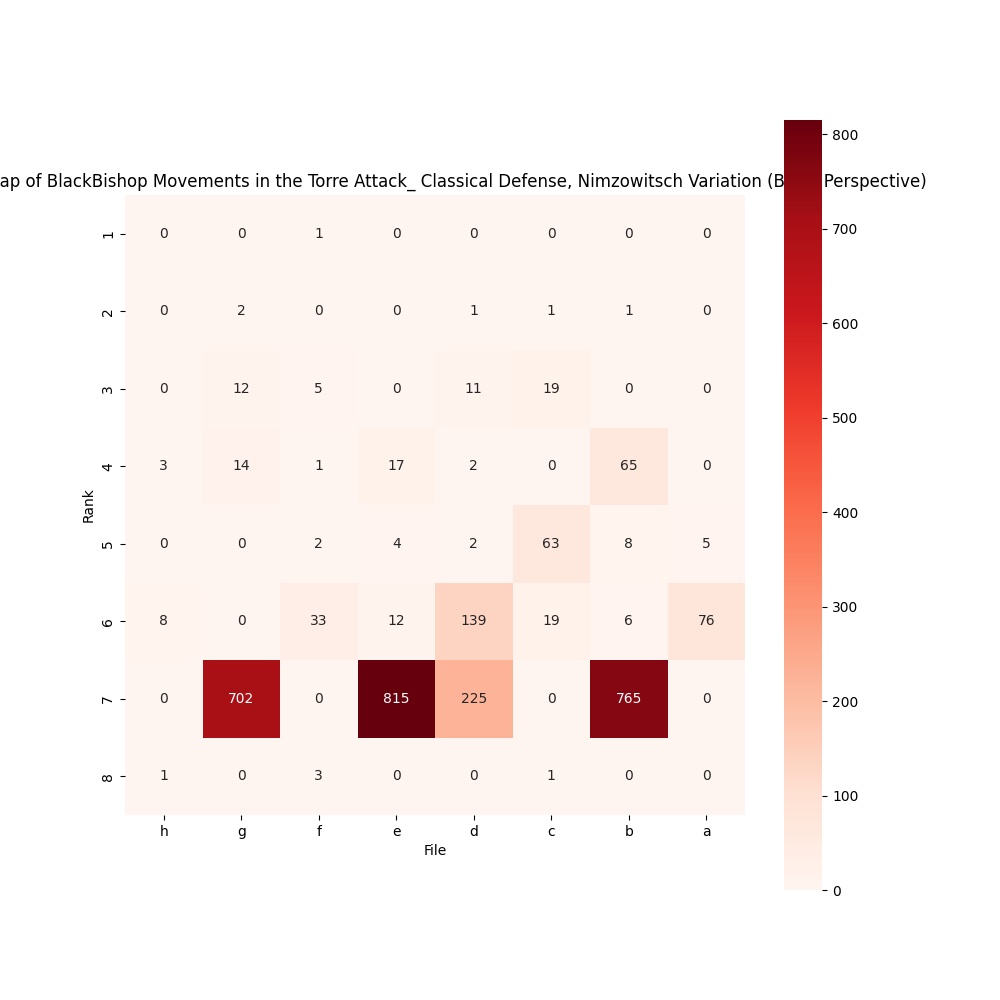 ap of BlackBishop Movements in the Torre Attack_ Classical Defense, Nimzowitsch Variation (B Perspective)
800
700
600
500
400
300
200
100
0
Rank
1 0 0 1 0 0 0 0 0
2 0 2 0 0 1 1 1 0
3 0 12 5 0 11 19 0 0
4 3 14 1 17 2 0 65 0
5 0 0 2 4 2 63 8 5
6 8 0 33 12 139 19 6 76
7 0 702 0 815 225 0 765 0
8 1 0 3 0 0 1 0 0
h g f e d c b a
File